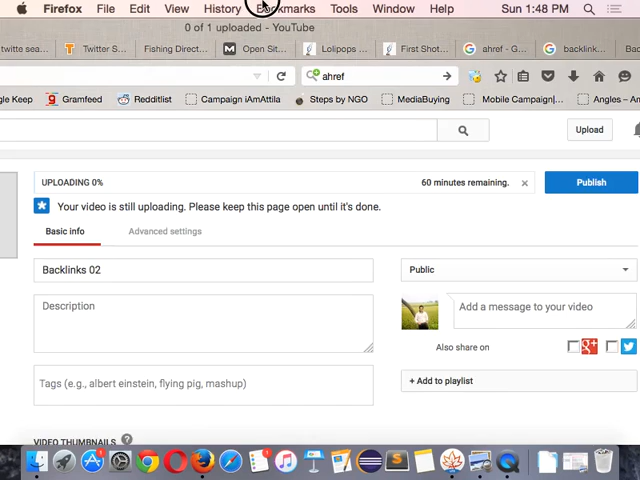 Firefox File Edit View History Bookmarks Tools Window Help Sun 1:48 PM
0 of 1 uploaded - YouTube
twitte sea... Twitter S... Fishing Direct... Open Sit... Lolipops ... First Shot... ahref - G... backlink...
ahref
gle Keep Gramfeed Redditlist Campaign iAmAttila Steps by NGO MediaBuying Mobile Campaign|... Angles – A
Upload
UPLOADING 0% 60 minutes remaining. × Publish
Your video is still uploading. Please keep this page open until it's done.
Basic info Advanced settings
Backlinks 02 Public
Description Add a message to your video
Also share on g+
Tags (e.g., albert einstein, flying pig, mashup) + Add to playlist
VIDEO THUMBNAILS ?